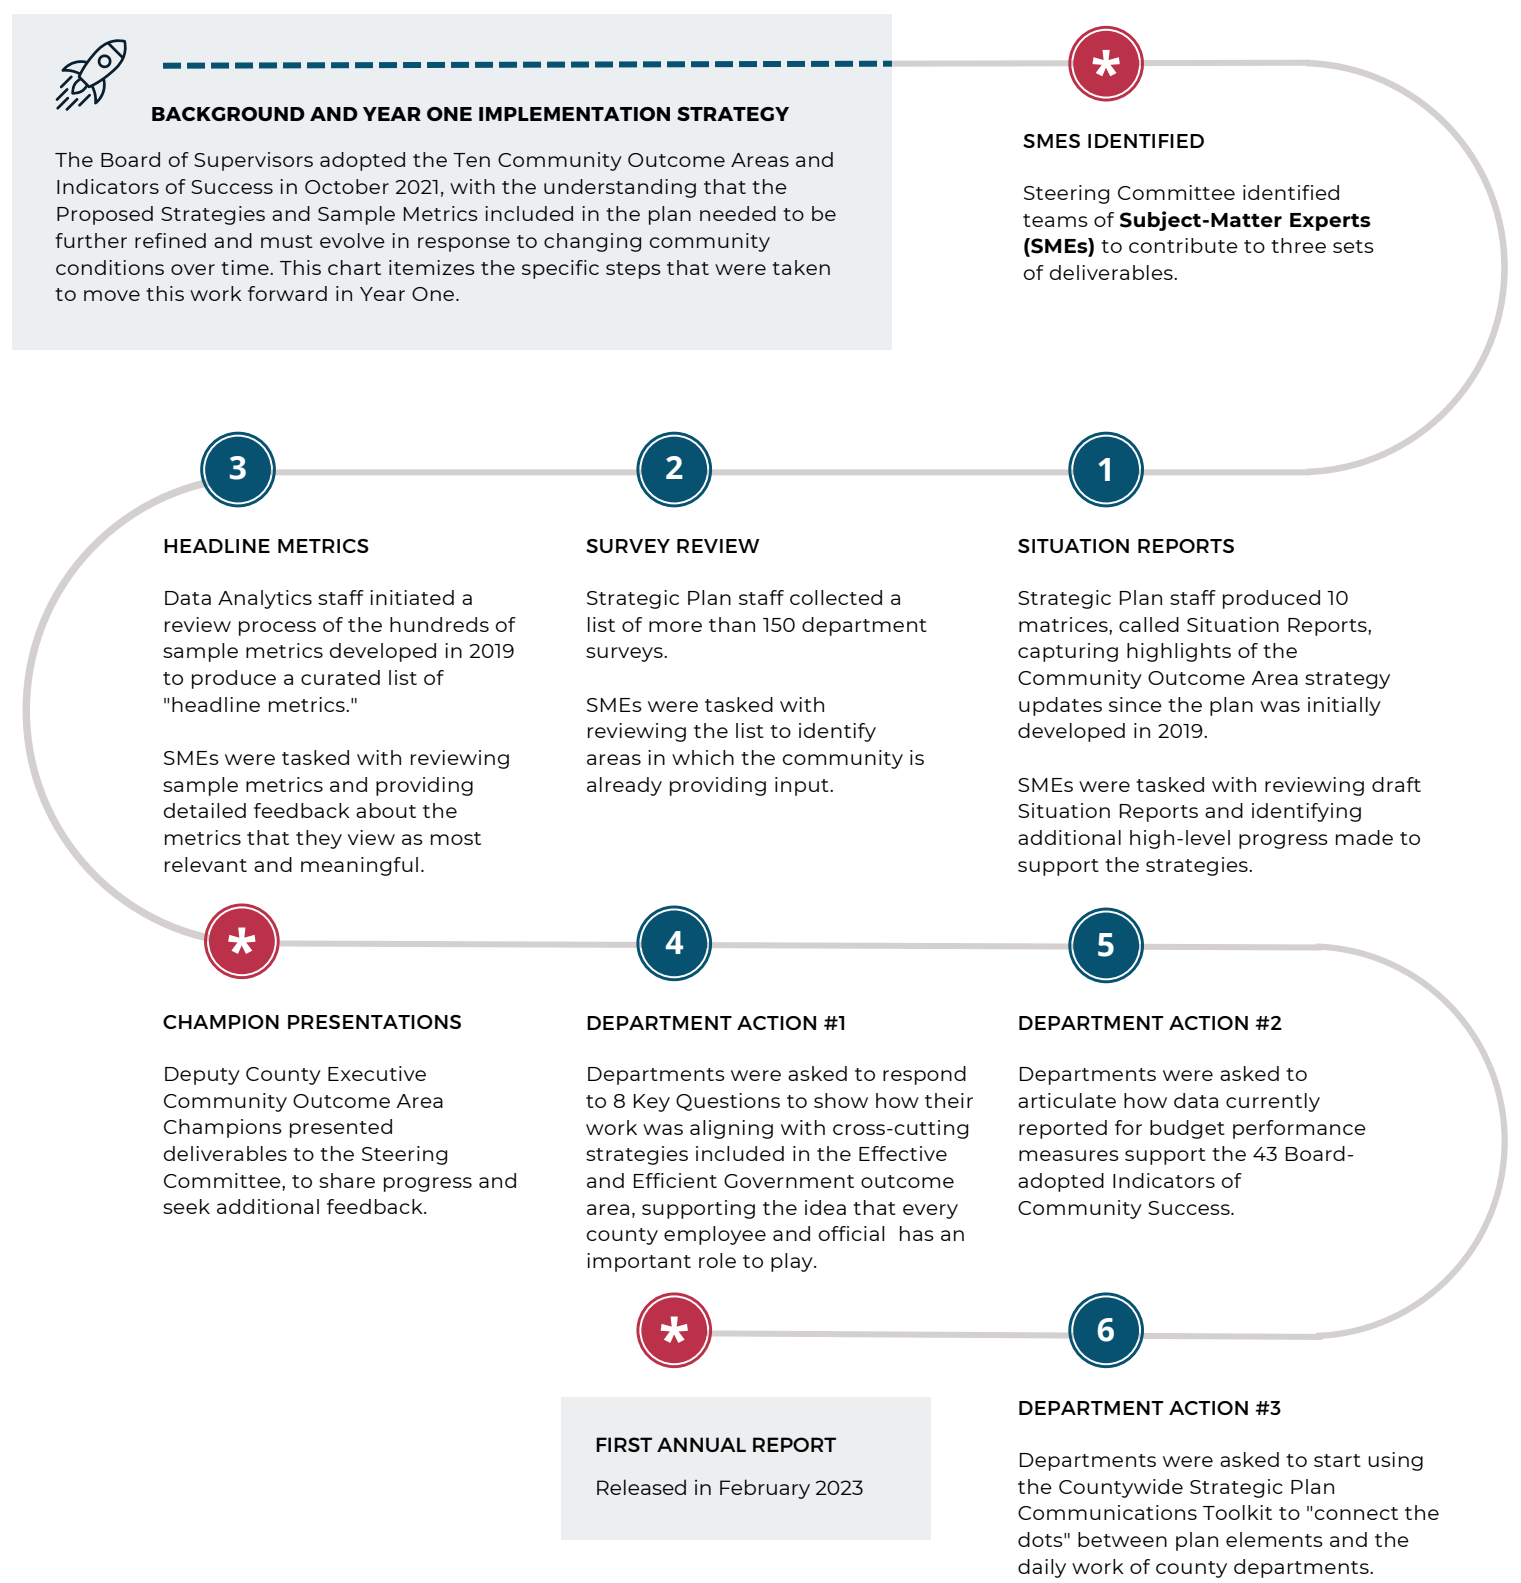 BACKGROUND AND YEAR ONE IMPLEMENTATION STRATEGY
The Board of Supervisors adopted the Ten Community Outcome Areas and
Indicators of Success in October 2021, with the understanding that the
Proposed Strategies and Sample Metrics included in the plan needed to be
further refined and must evolve in response to changing community
conditions over time. This chart itemizes the specific steps that were taken
to move this work forward in Year One.
*
SMES IDENTIFIED
Steering Committee identified
teams of Subject-Matter Experts
(SMEs) to contribute to three sets
of deliverables.
1
SITUATION REPORTS
Strategic Plan staff produced 10
matrices, called Situation Reports,
capturing highlights of the
Community Outcome Area strategy
updates since the plan was initially
developed in 2019.
SMEs were tasked with reviewing draft
Situation Reports and identifying
additional high-level progress made to
support the strategies.
2
SURVEY REVIEW
Strategic Plan staff collected a
list of more than 150 department
surveys.
SMEs were tasked with
reviewing the list to identify
areas in which the community is
already providing input.
3
HEADLINE METRICS
Data Analytics staff initiated a
review process of the hundreds of
sample metrics developed in 2019
to produce a curated list of
"headline metrics."
SMEs were tasked with reviewing
sample metrics and providing
detailed feedback about the
metrics that they view as most
relevant and meaningful.
*
CHAMPION PRESENTATIONS
Deputy County Executive
Community Outcome Area
Champions presented
deliverables to the Steering
Committee, to share progress and
seek additional feedback.
4
DEPARTMENT ACTION #1
Departments were asked to respond
to 8 Key Questions to show how their
work was aligning with cross-cutting
strategies included in the Effective
and Efficient Government outcome
area, supporting the idea that every
county employee and official  has an
important role to play.
5
DEPARTMENT ACTION #2
Departments were asked to
articulate how data currently
reported for budget performance
measures support the 43 Board-
adopted Indicators of
Community Success.
6
DEPARTMENT ACTION #3
Departments were asked to start using
the Countywide Strategic Plan
Communications Toolkit to "connect the
dots" between plan elements and the
daily work of county departments.
*
FIRST ANNUAL REPORT
Released in February 2023